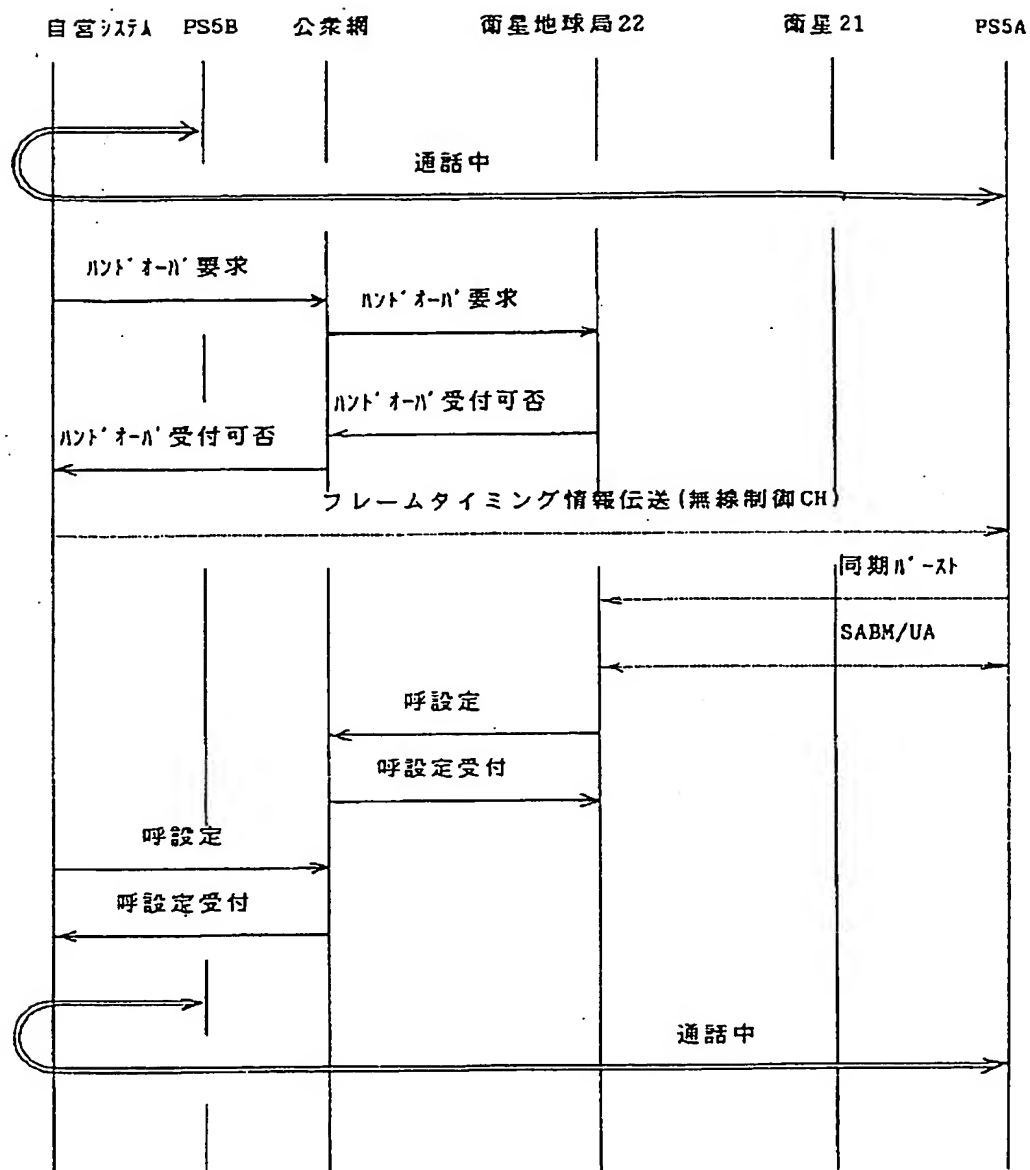 自営システム PS5B 公衆網 衛星地球局22 衛星21 PS5A
通話中
ハンドオーバ要求
ハンドオーバ要求
ハンドオーバ受付可否
ハンドオーバ受付可否
フレームタイミング情報伝送(無線制御CH)
同期バースト
SABM/UA
呼設定
呼設定受付
呼設定
呼設定受付
通話中